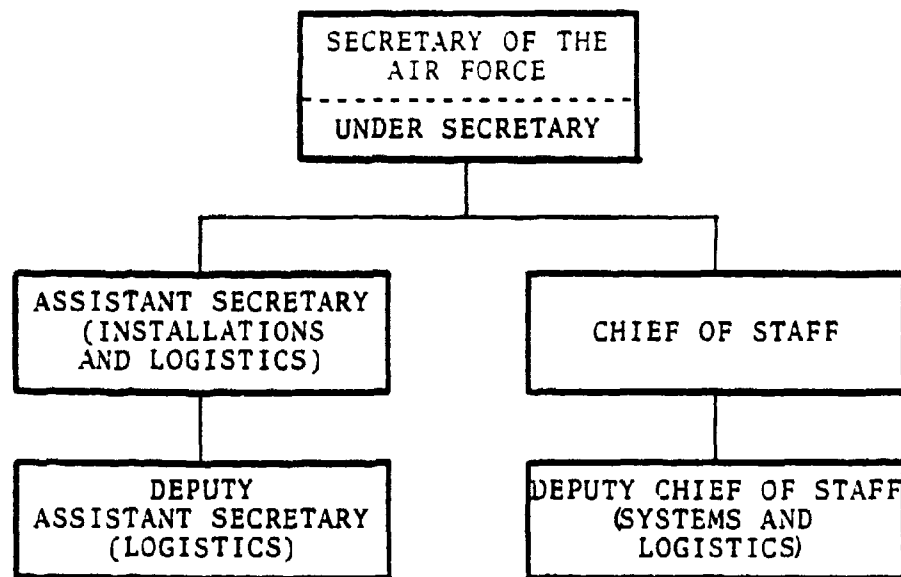 SECRETARY OF THE
AIR FORCE
UNDER SECRETARY
ASSISTANT SECRETARY
(INSTALLATIONS
AND LOGISTICS)
CHIEF OF STAFF
DEPUTY
ASSISTANT SECRETARY
(LOGISTICS)
DEPUTY CHIEF OF STAFF
(SYSTEMS AND
LOGISTICS)